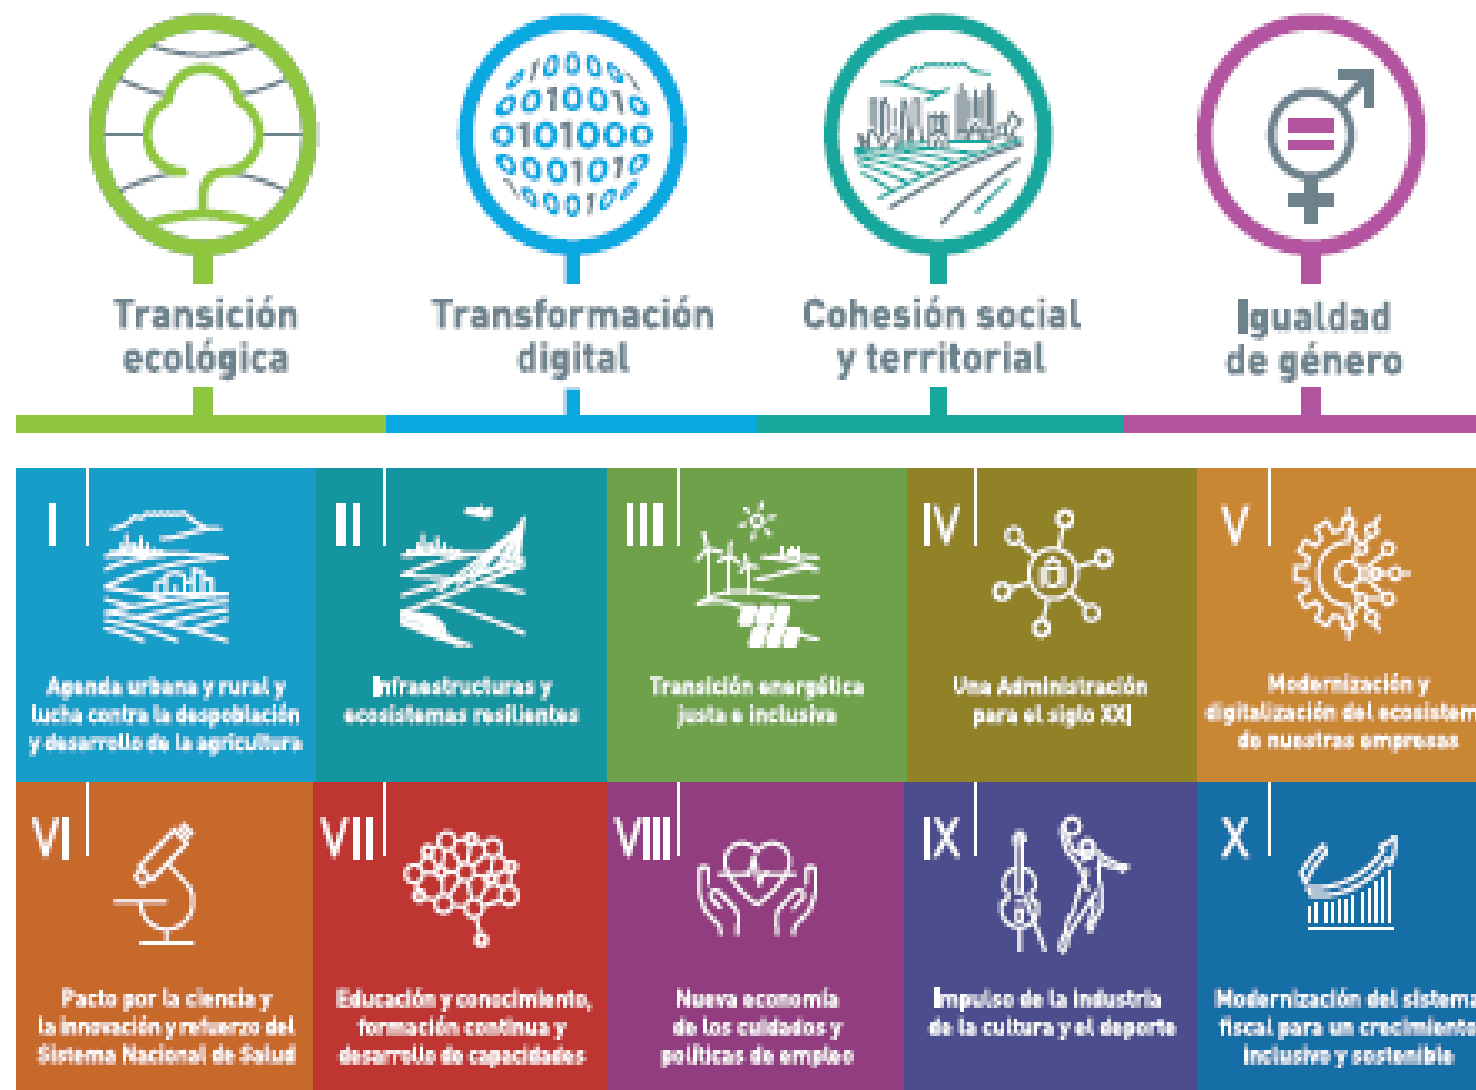 Transición
ecológica
Transformación
digital
Cohesión social
y territorial
Igualdad
de género
I
Agenda urbana y rural y
lucha contra la despoblación
y desarrollo de la agricultura
II
Infraestructuras y
ecosistemas resilientes
III
Transición energética
justa e inclusiva
IV
Una Administración
para el siglo XXI
V
Modernización y
digitalización del ecosistem
de nuestras empresas
VI
Pacto por la ciencia y
la innovación y refuerzo del
Sistema Nacional de Salud
VII
Educación y conocimiento,
formación continua y
desarrollo de capacidades
VIII
Nueva economía
de los cuidados y
políticas de empleo
IX
Impulso de la industria
de la cultura y el deporte
X
Modernización del sistema
fiscal para un crecimiento
inclusivo y sostenible